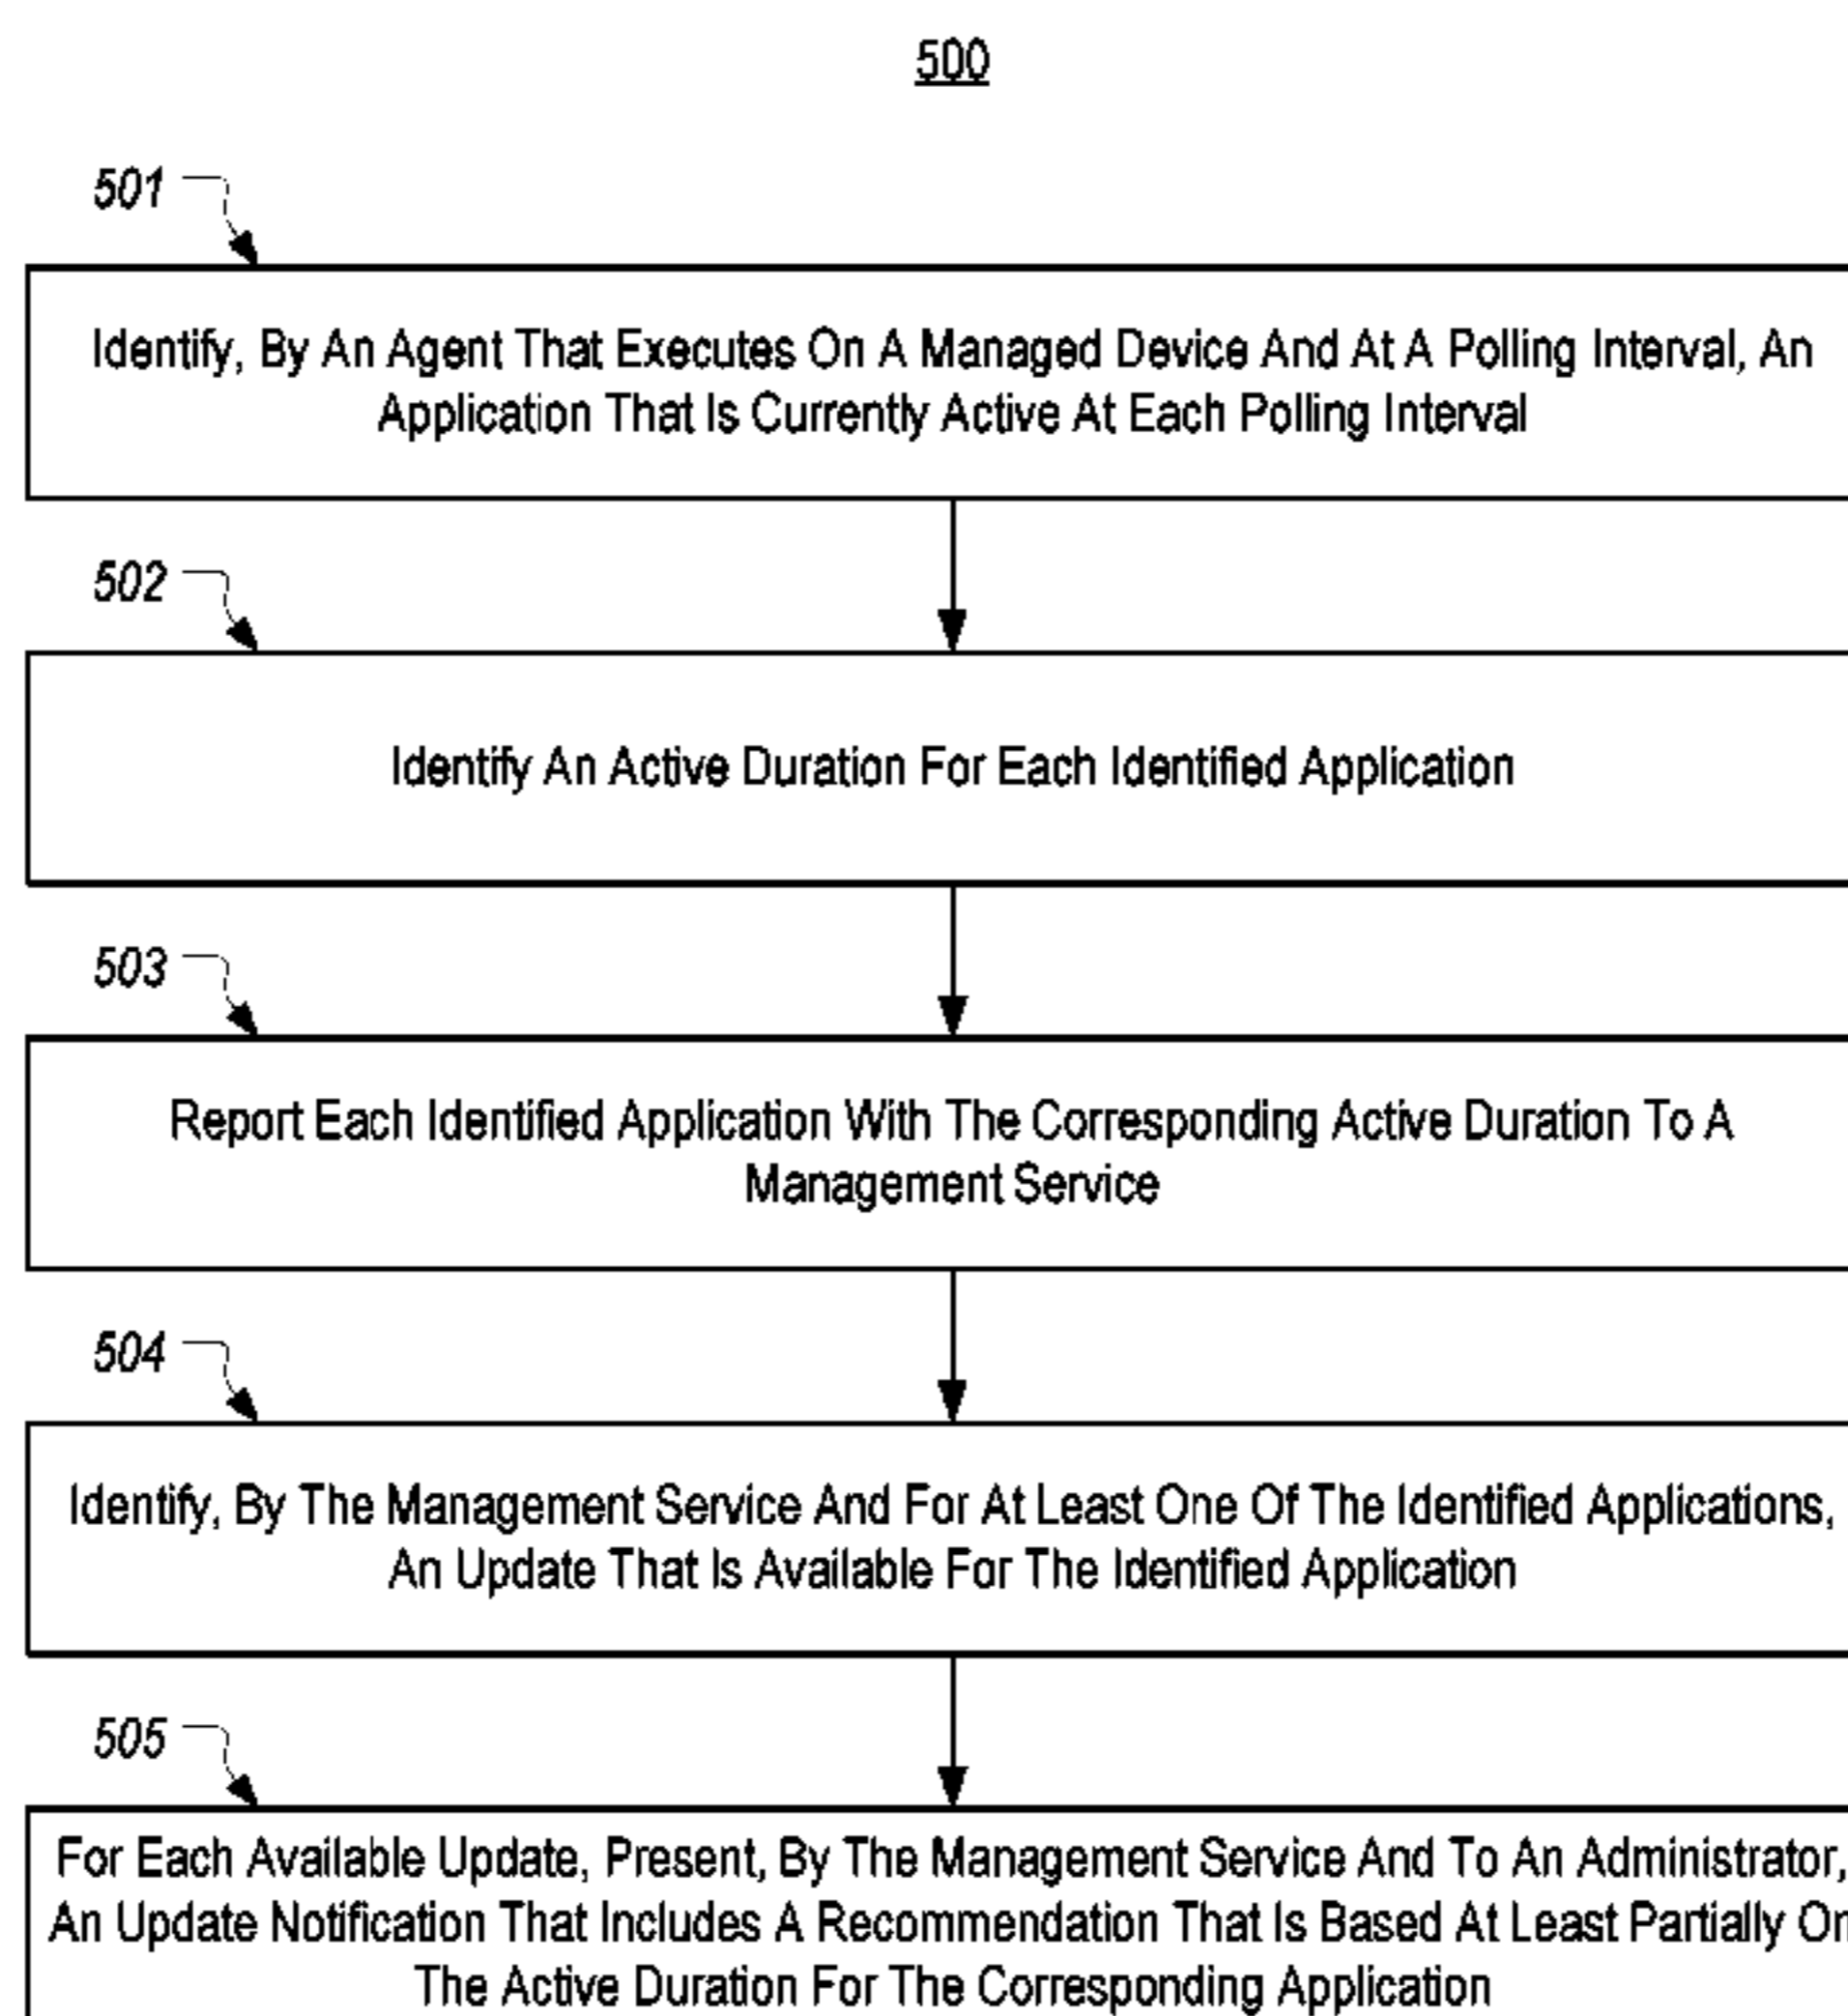 500
501
Identify, By An Agent That Executes On A Managed Device And At A Polling Interval, An
Application That Is Currently Active At Each Polling Interval
502
Identify An Active Duration For Each Identified Application
503
Report Each Identified Application With The Corresponding Active Duration To A
Management Service
504
Identify, By The Management Service And For At Least One Of The Identified Applications,
An Update That Is Available For The Identified Application
505
For Each Available Update, Present, By The Management Service And To An Administrator,
An Update Notification That Includes A Recommendation That Is Based At Least Partially On
The Active Duration For The Corresponding Application